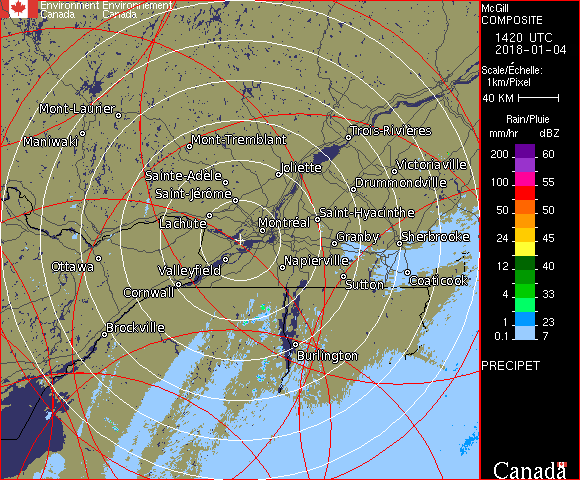 Environment Environnement
Canada Canada
McGill
COMPOSITE
1420 UTC
2018-01-04
Scale/Échelle:
1km/Pixel
40 KM
Rain/Pluie
mm/hr dBZ
200 60
150 55
100 55
50 50
24 45
12 40
4 33
1 23
0.1 7
PRECIPET
Canada
Mont-Laurier
Maniwaki
Mont-Tremblant
Trois-Rivières
Sainte-Adèle
Joliette
Victoriaville
Saint-Jérôme
Drummondville
Lachute
Montréal
Saint-Hyacinthe
Granby
Sherbrooke
Ottawa
Valleyfield
Napierville
Cornwall
Sutton
Coaticook
Brockville
Burlington